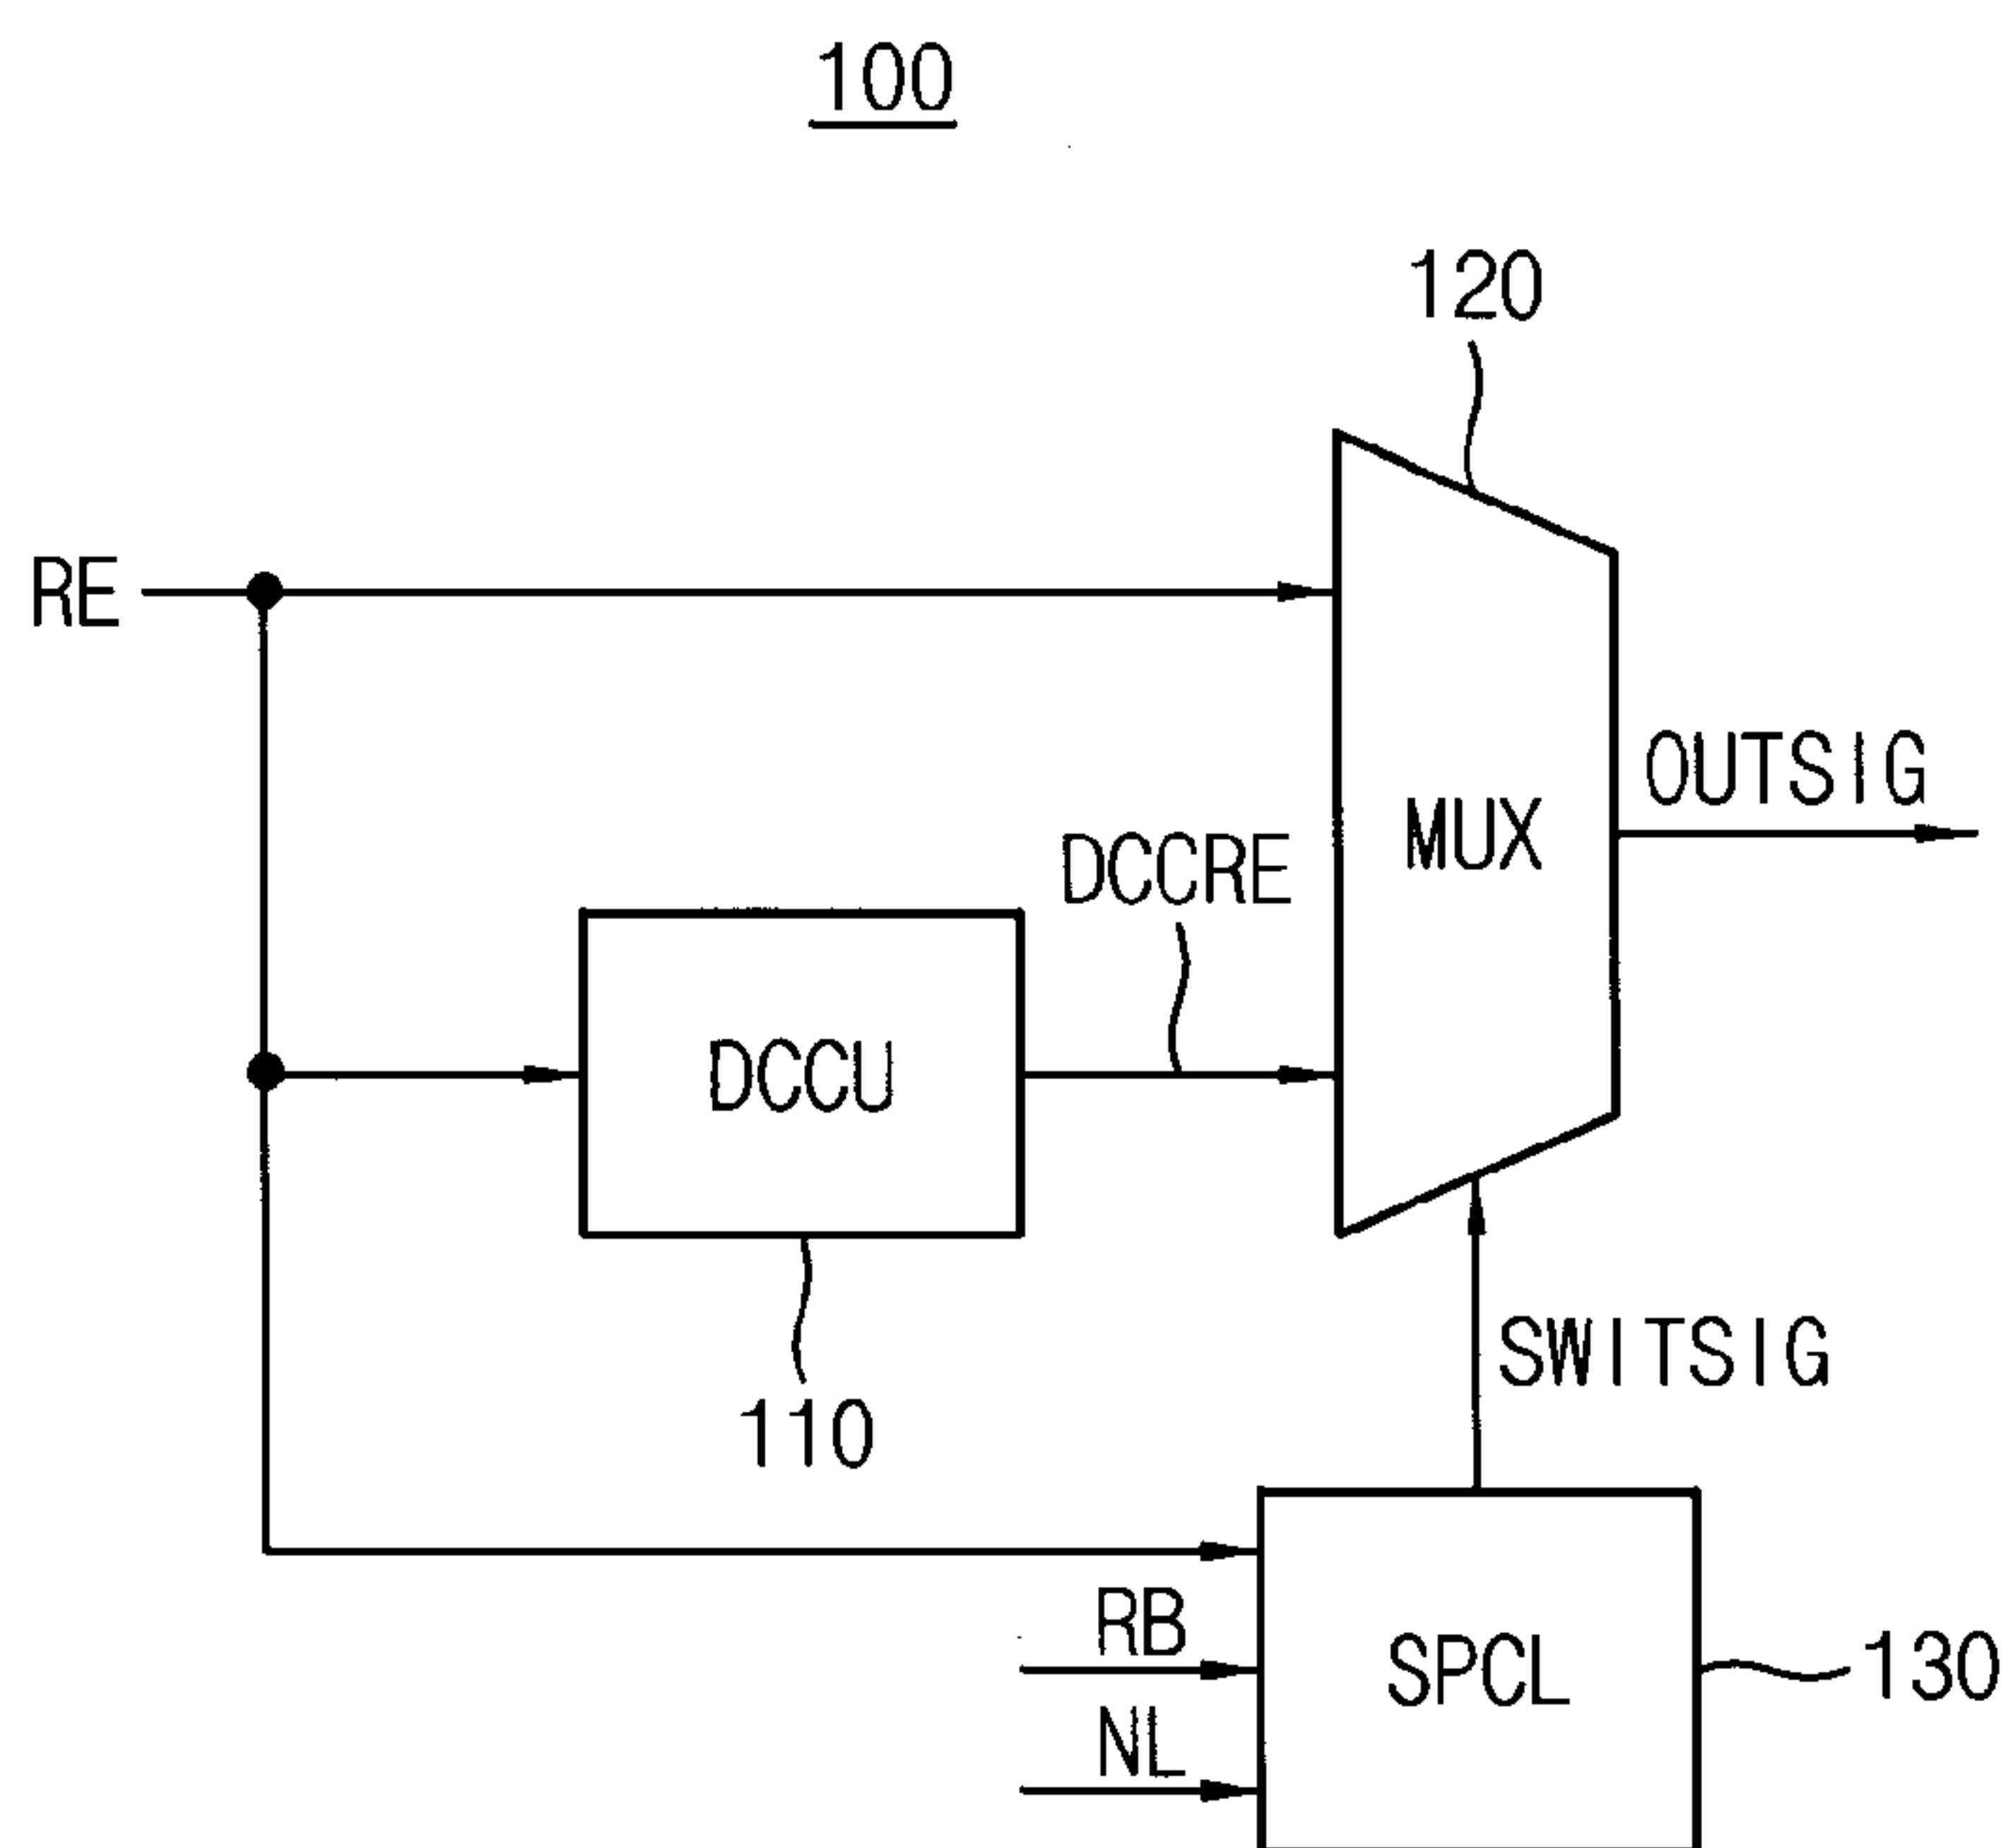 100
120
RE
OUTSIG
MUX
DCCRE
DCCU
SWITSIG
110
RB
SPCL
130
NL